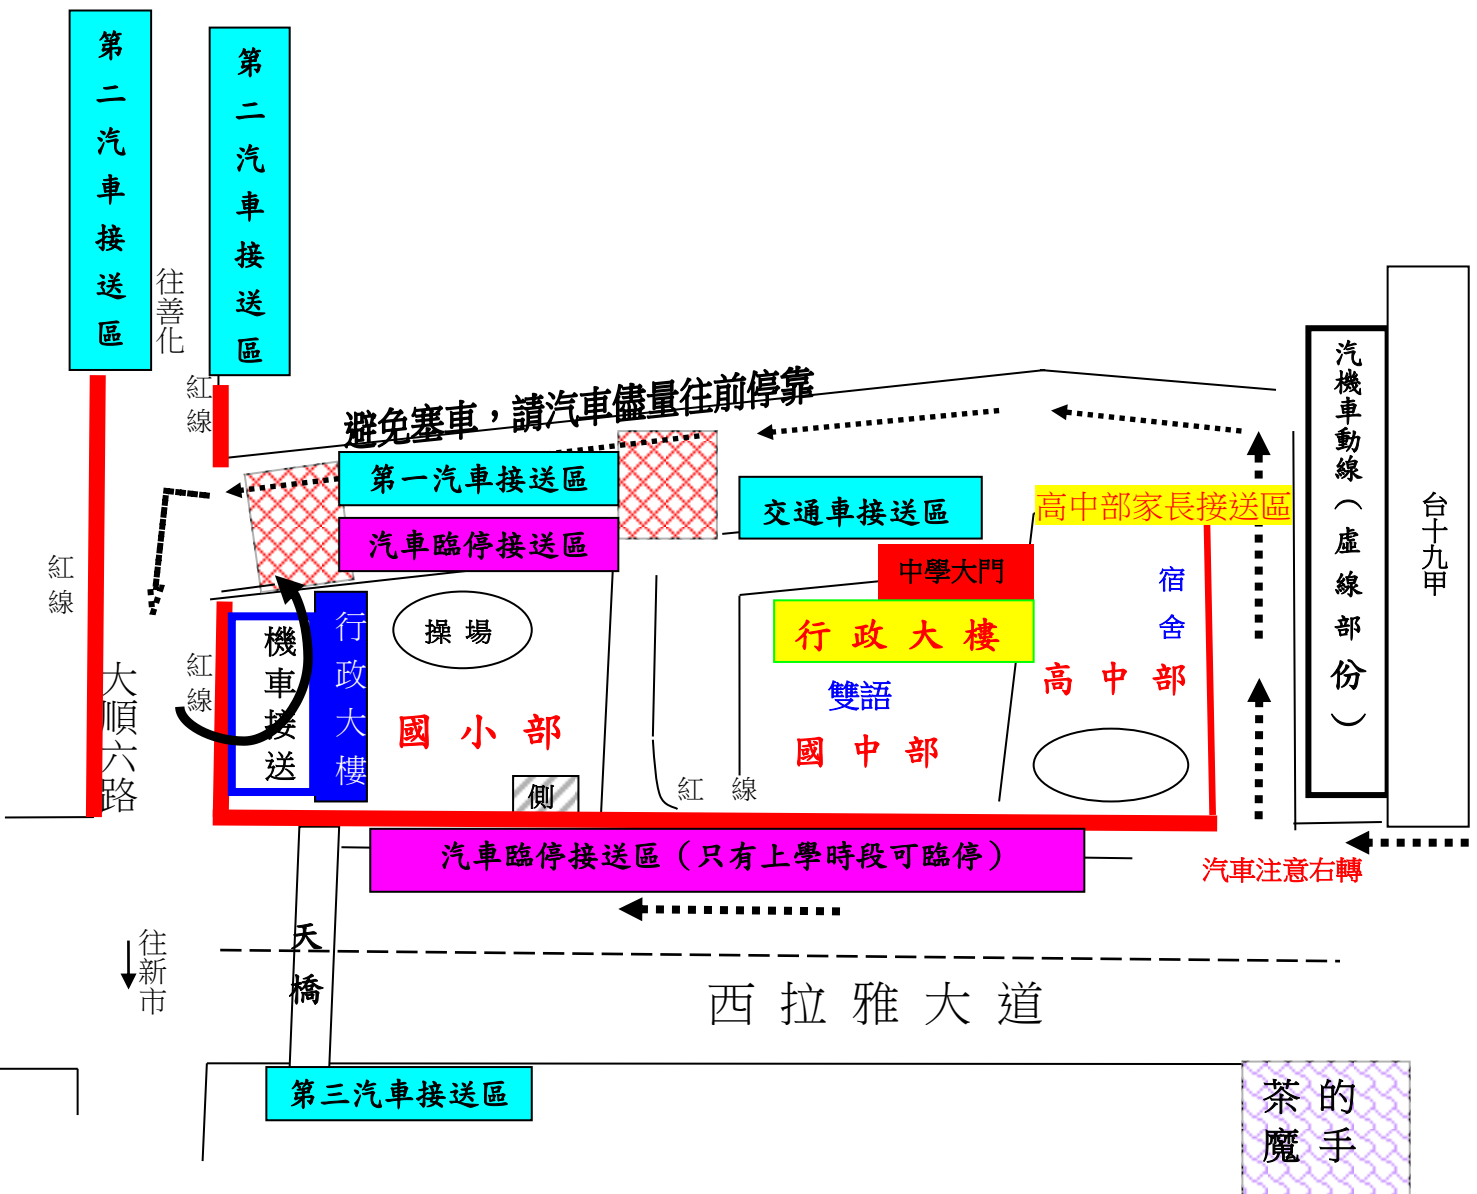 第二汽車接送區
第二汽車接送區
往善化
紅線
避免塞車，請汽車儘量往前停靠
第一汽車接送區
汽車臨停接送區
交通車接送區
高中部家長接送區
中學大門
行政大樓
雙語
國中部
宿舍
高中部
汽機車動線（虛線部份）
台十九甲
紅線
大順六路
紅線
機車接送
行政大樓
操場
國小部
側
紅線
汽車臨停接送區（只有上學時段可臨停）
汽車注意右轉
往新市
天橋
西拉雅大道
第三汽車接送區
茶的
魔手